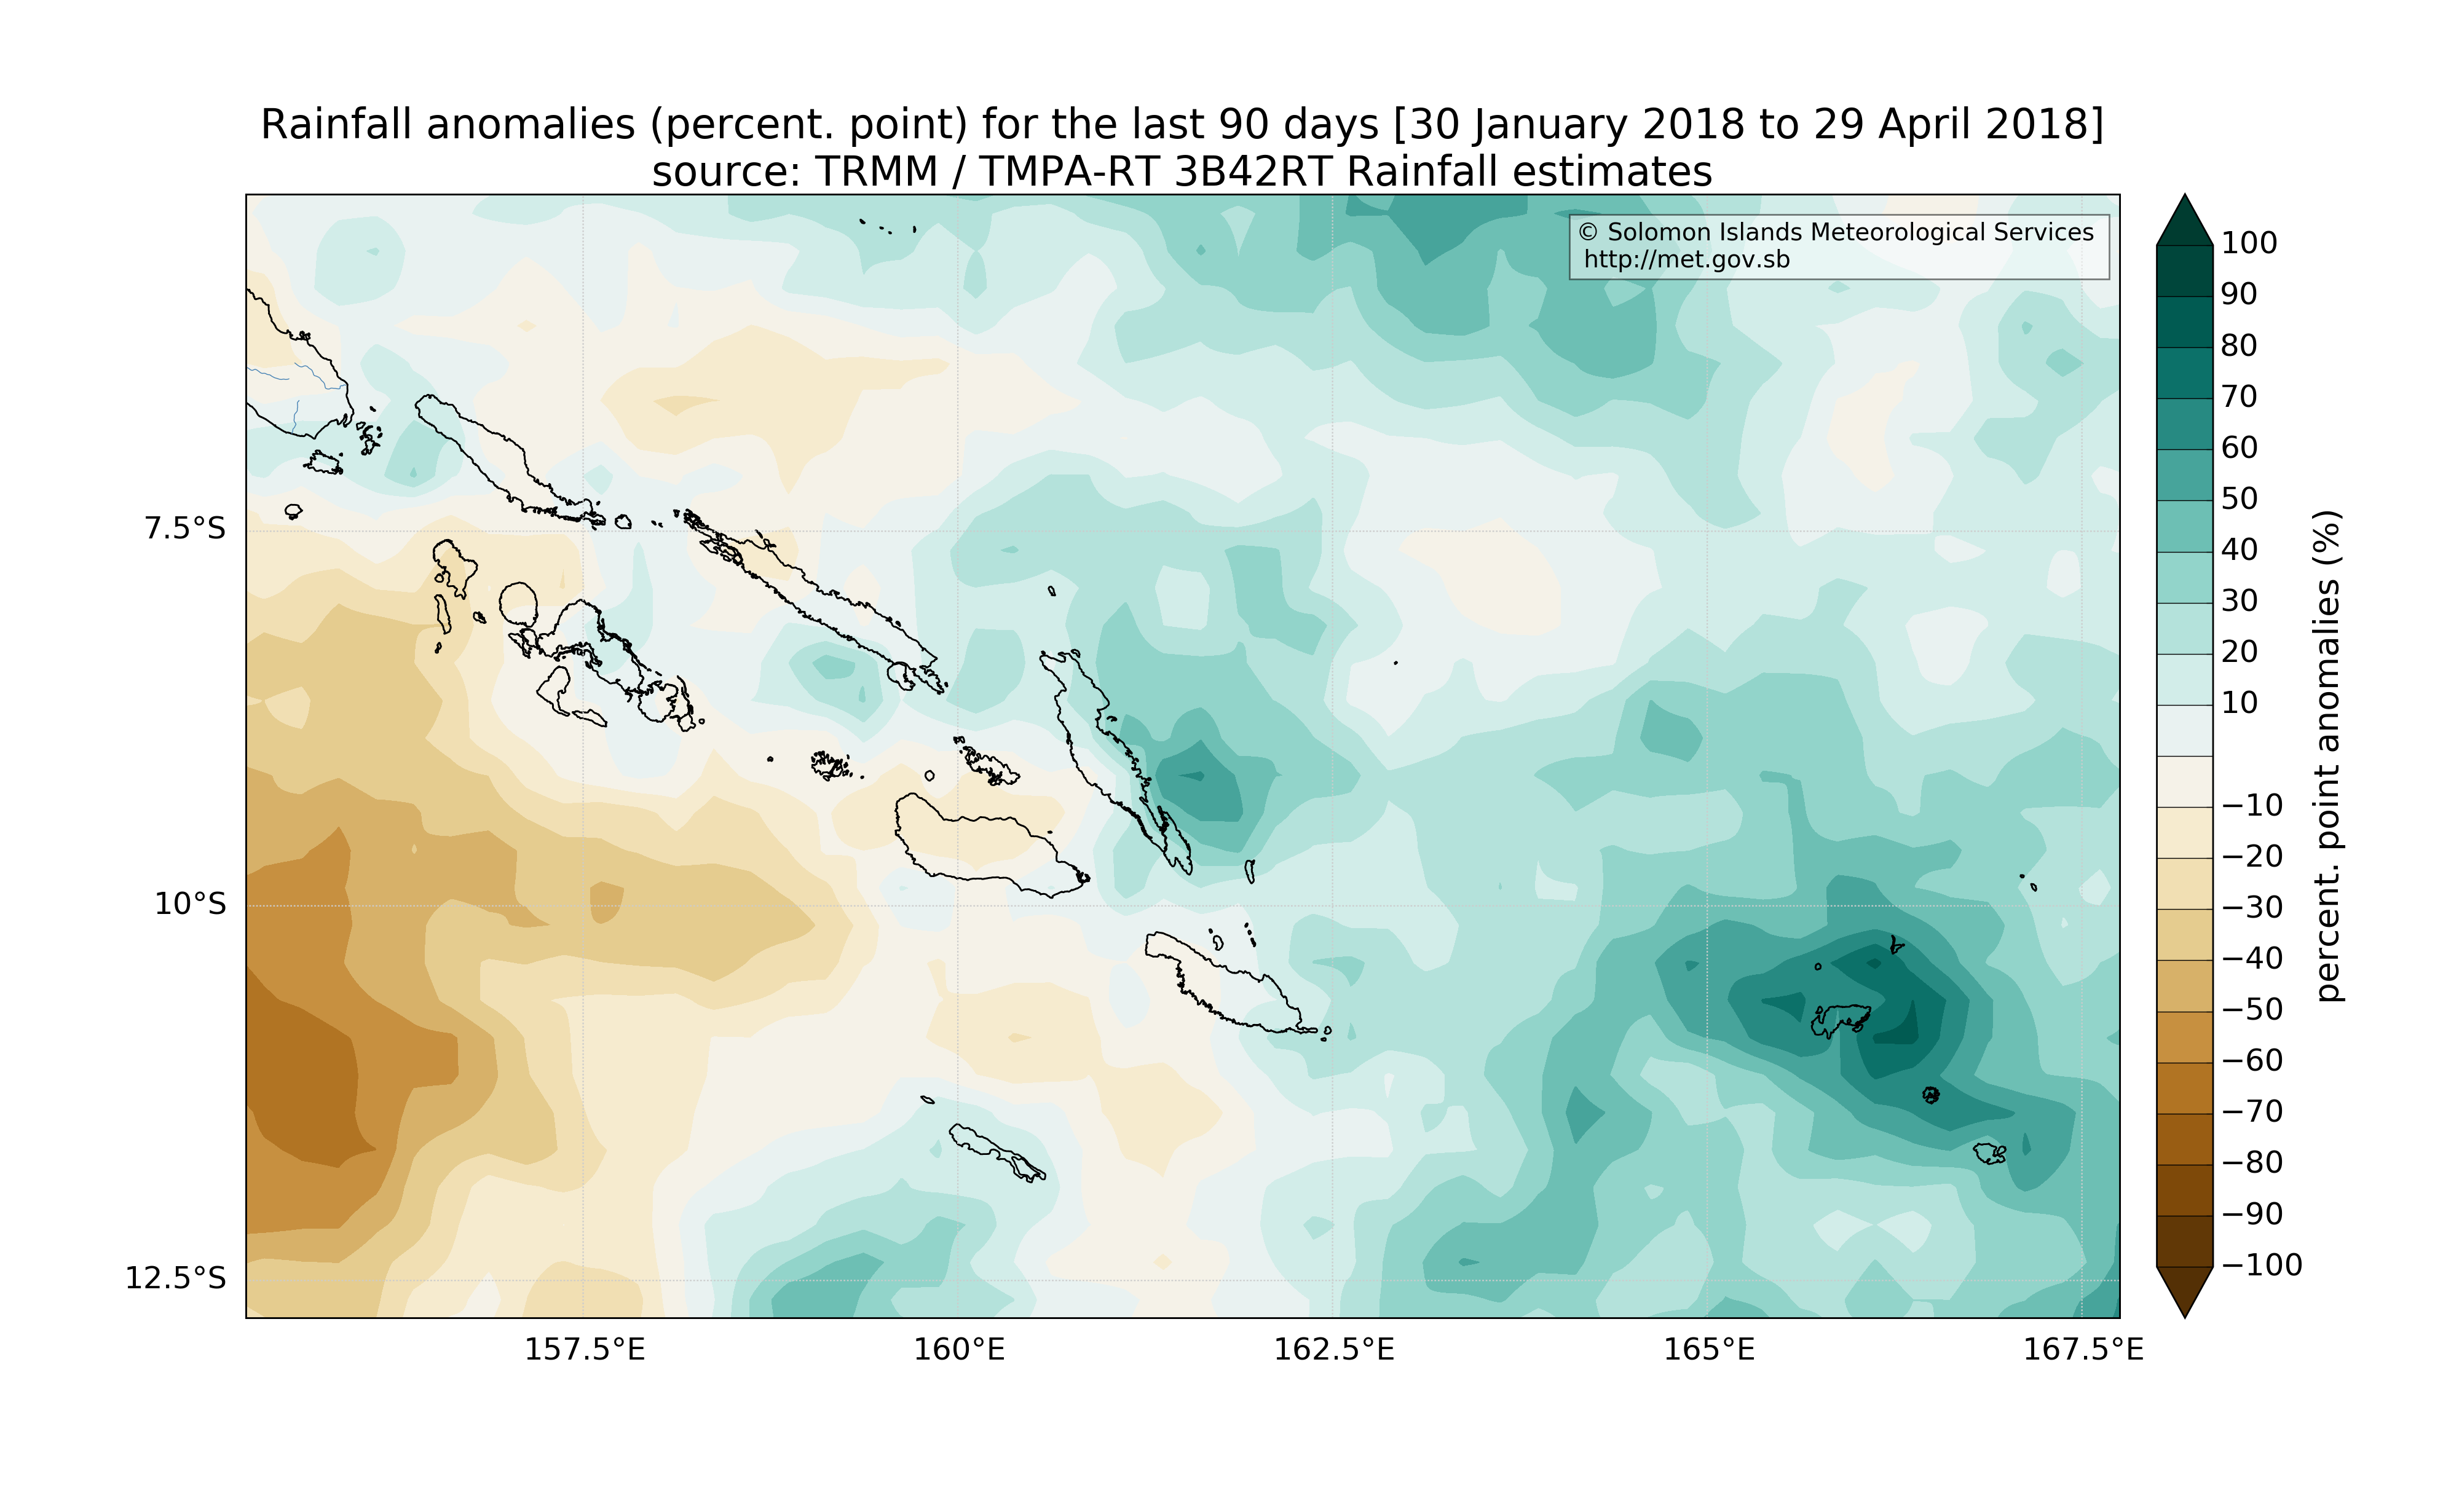 Rainfall anomalies (percent. point) for the last 90 days [30 January 2018 to 29 April 2018]
source: TRMM / TMPA-RT 3B42RT Rainfall estimates
© Solomon Islands Meteorological Services
http://met.gov.sb
7.5°S
10°S
12.5°S
157.5°E
160°E
162.5°E
165°E
167.5°E
100
90
80
70
60
50
40
30
20
10
−10
−20
−30
−40
−50
−60
−70
−80
−90
−100
percent. point anomalies (%)